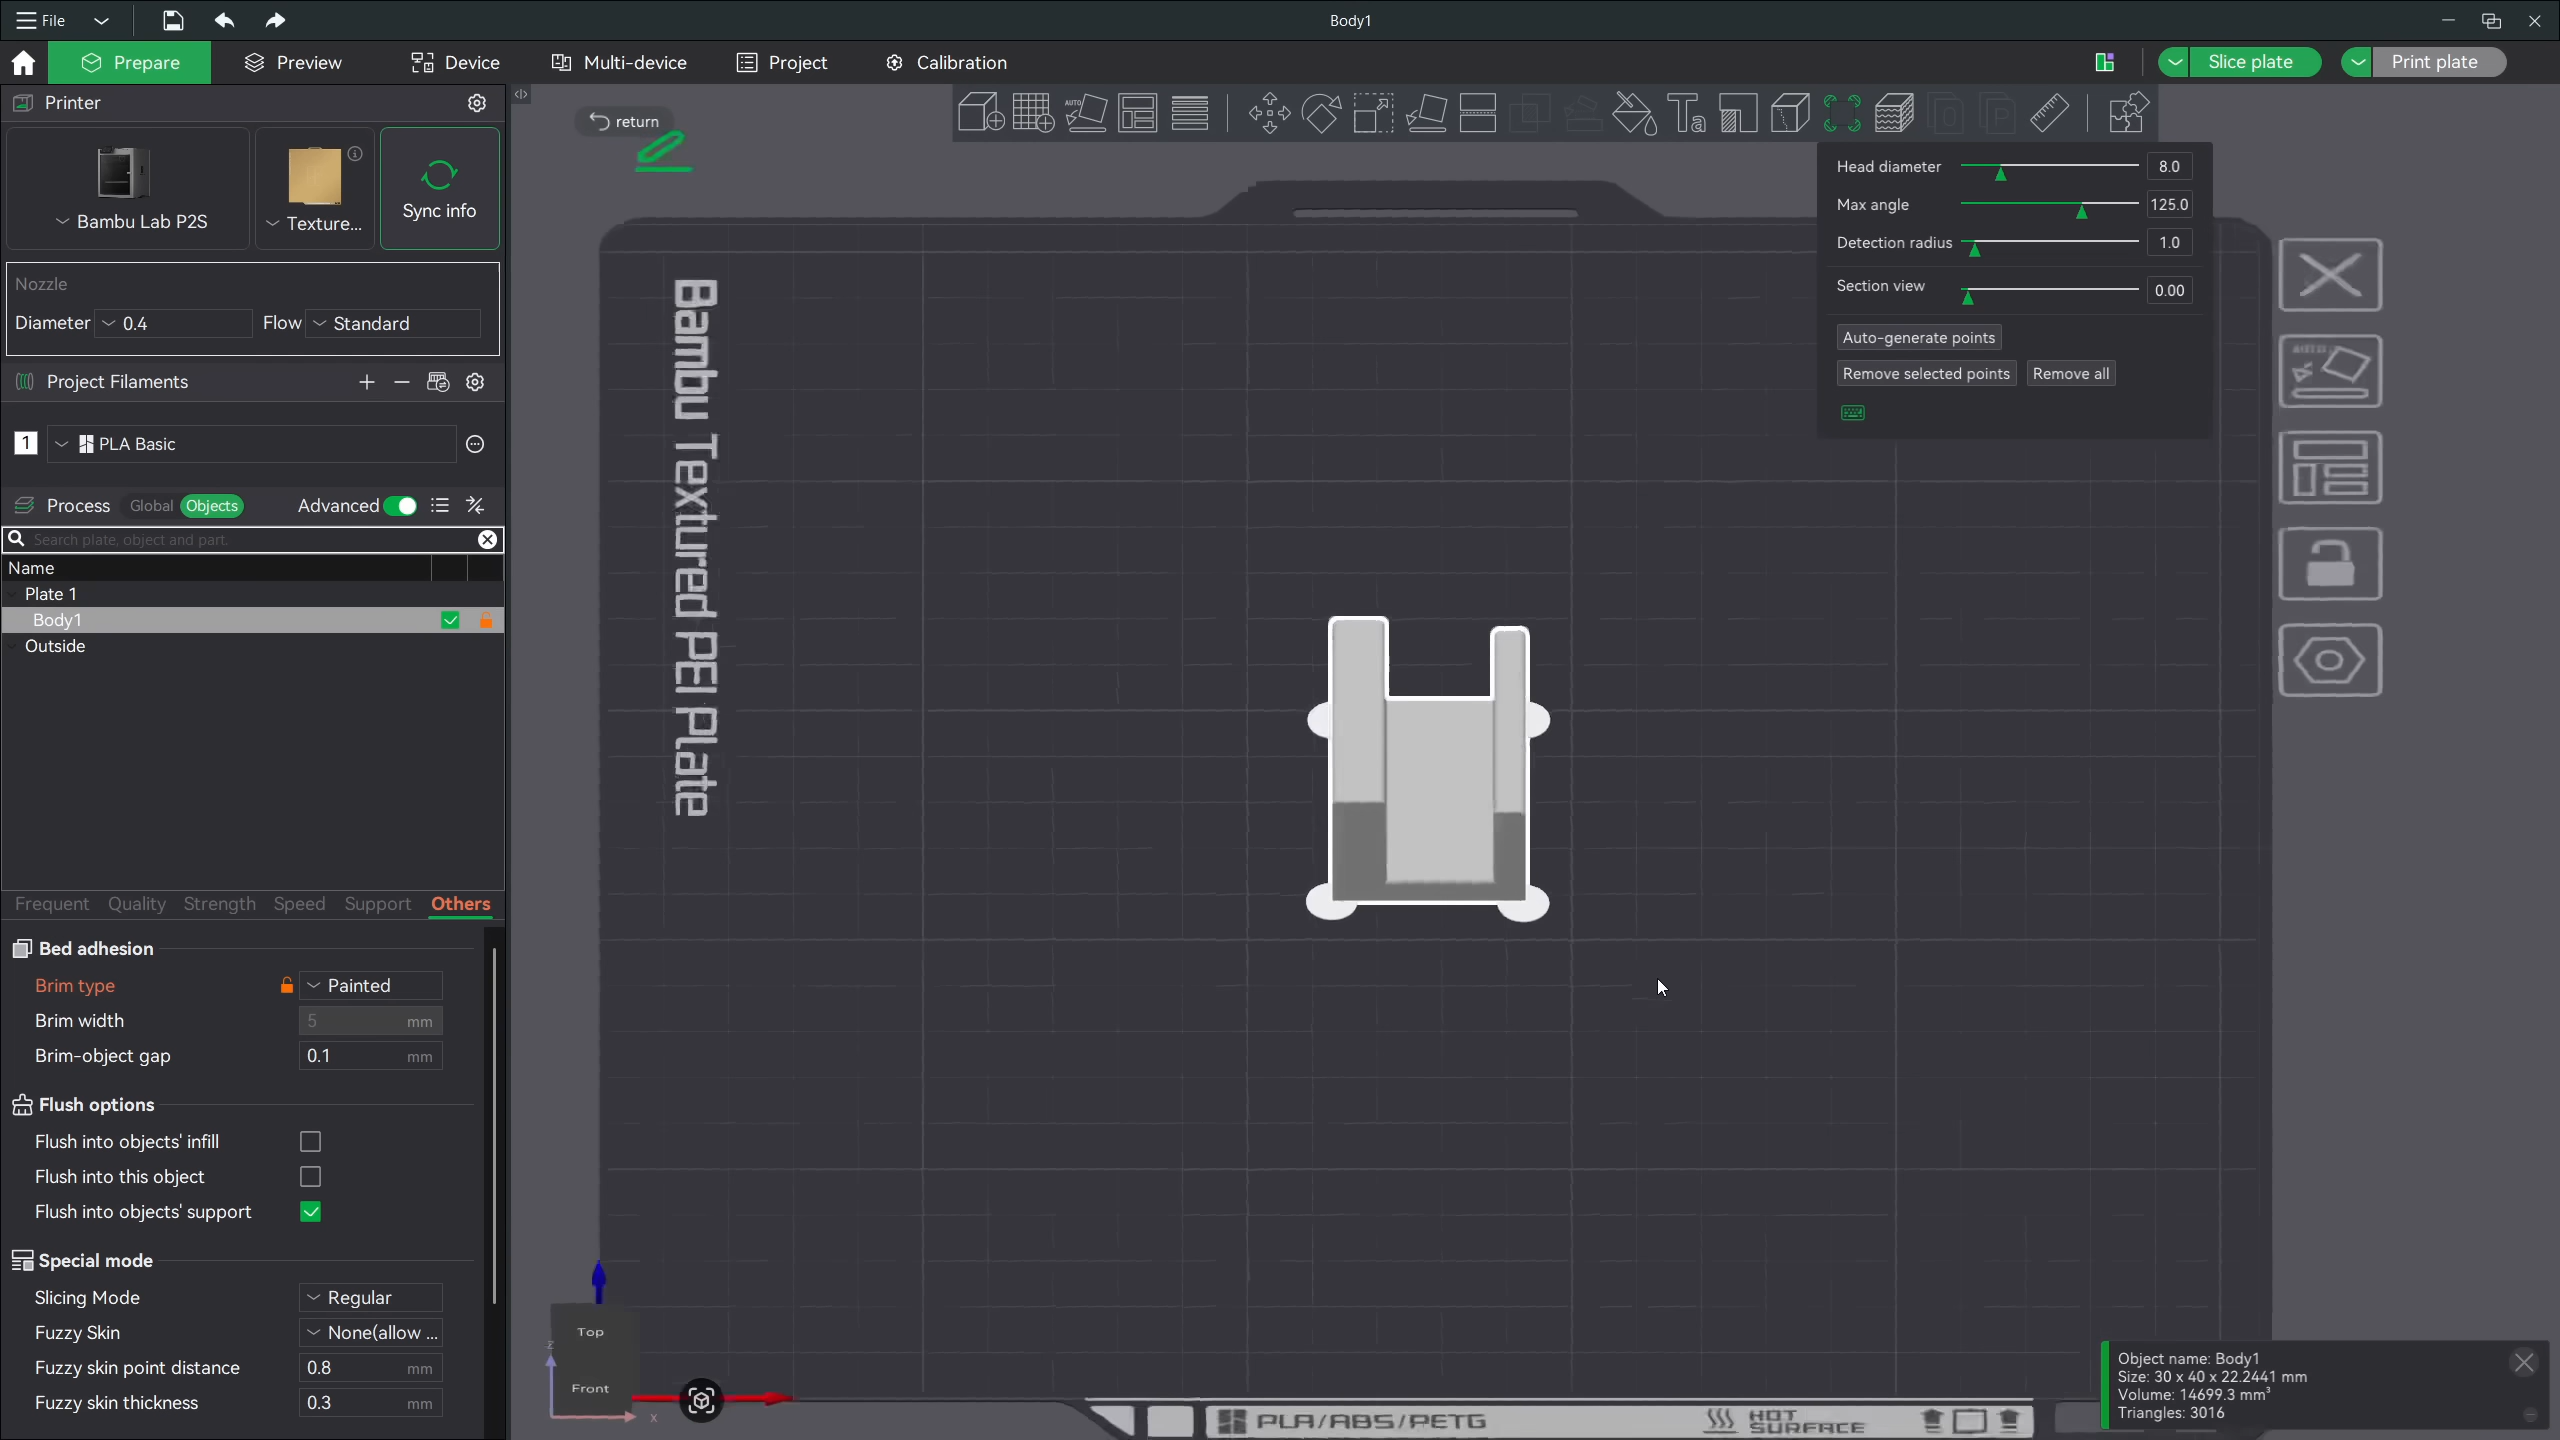 File
Body1
Prepare
Preview
Device
Multi-device
Project
Calibration
Slice plate
Print plate
Printer
Bambu Lab P2S
Texture...
Sync info
Nozzle
Diameter 0.4 Flow Standard
Project Filaments
1 PLA Basic
Process Global Objects Advanced
Search plate, object and part.
Name
Plate 1
Body1
Outside
Frequent Quality Strength Speed Support Others
Bed adhesion
Brim type Painted
Brim width 5 mm
Brim-object gap 0.1 mm
Flush options
Flush into objects' infill
Flush into this object
Flush into objects' support
Special mode
Slicing Mode Regular
Fuzzy Skin None(allow ...
Fuzzy skin point distance 0.8 mm
Fuzzy skin thickness 0.3 mm
return
AUTO
Ta
Head diameter 8.0
Max angle 125.0
Detection radius 1.0
Section view 0.00
Auto-generate points
Remove selected points Remove all
Bambu Textured PEI Plate
Top
Front
z
x
PLA/ABS/PETG
HOT
SURFACE
Object name: Body1
Size: 30 x 40 x 22.2441 mm
Volume: 14699.3 mm³
Triangles: 3016